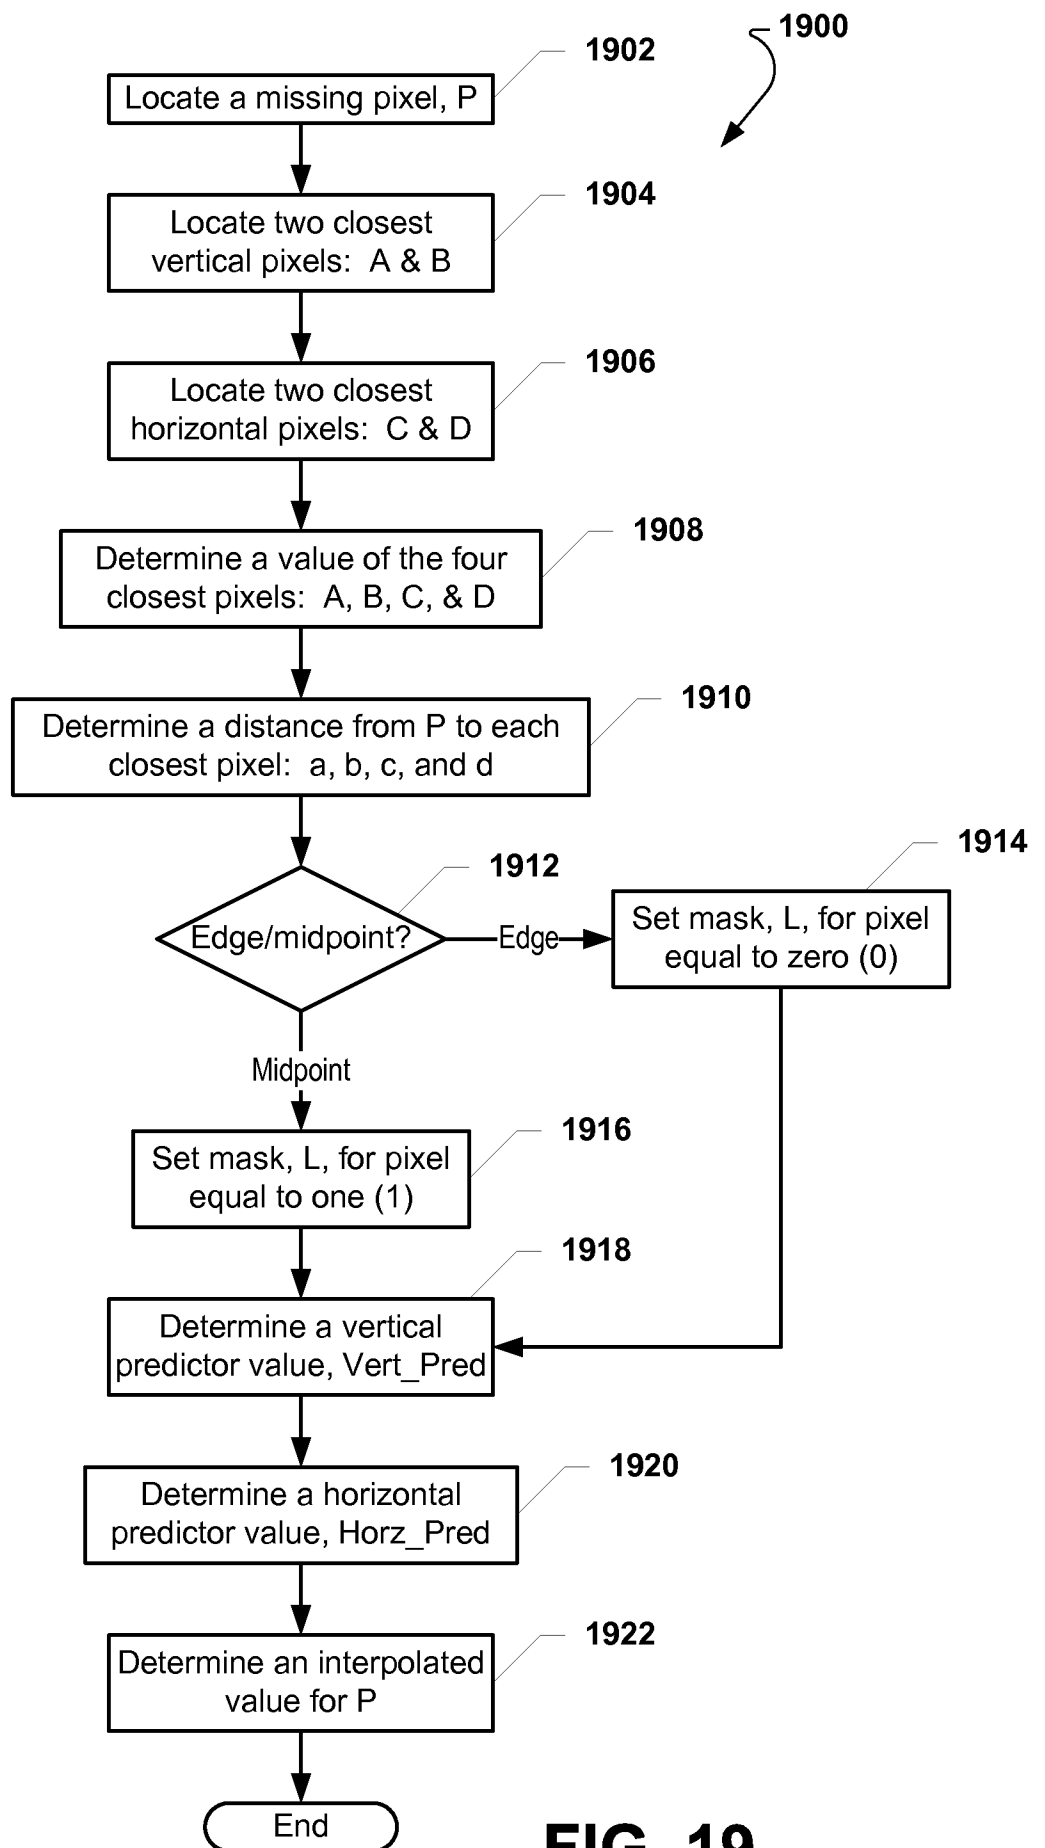 1900
1902
Locate a missing pixel, P
1904
Locate two closest
vertical pixels: A & B
1906
Locate two closest
horizontal pixels: C & D
1908
Determine a value of the four
closest pixels: A, B, C, & D
1910
Determine a distance from P to each
closest pixel: a, b, c, and d
1912
Edge/midpoint?
Edge
1914
Set mask, L, for pixel
equal to zero (0)
Midpoint
1916
Set mask, L, for pixel
equal to one (1)
1918
Determine a vertical
predictor value, Vert_Pred
1920
Determine a horizontal
predictor value, Horz_Pred
1922
Determine an interpolated
value for P
End
FIG. 19